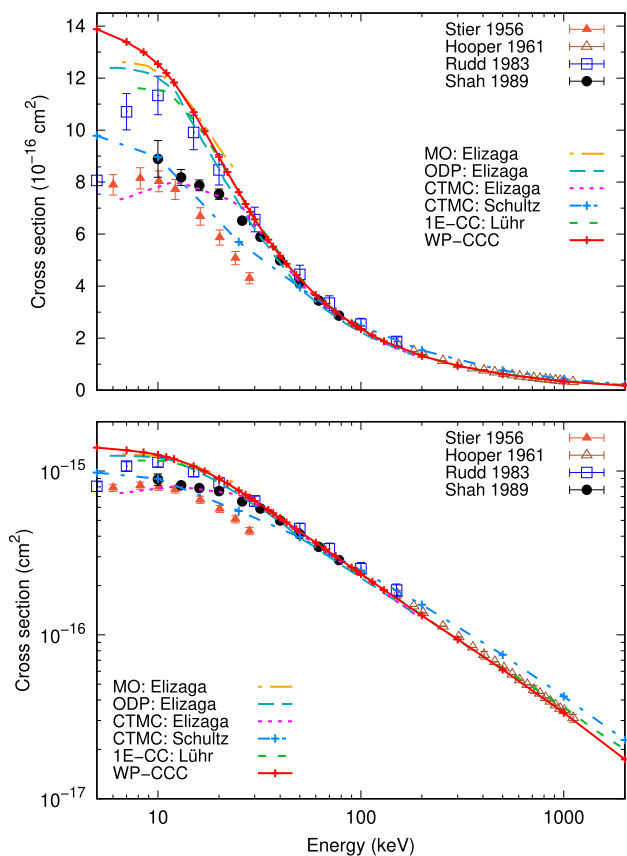 Cross section (10⁻¹⁶ cm²)
14
12
10
8
6
4
2
0
Stier 1956
Hooper 1961
Rudd 1983
Shah 1989
MO: Elizaga
ODP: Elizaga
CTMC: Elizaga
CTMC: Schultz
1E−CC: Lührs
WP−CCC
Cross section (cm²)
10⁻¹⁵
10⁻¹⁶
10⁻¹⁷
Stier 1956
Hooper 1961
Rudd 1983
Shah 1989
MO: Elizaga
ODP: Elizaga
CTMC: Elizaga
CTMC: Schultz
1E−CC: Lühr
WP−CCC
10
100
1000
Energy (keV)